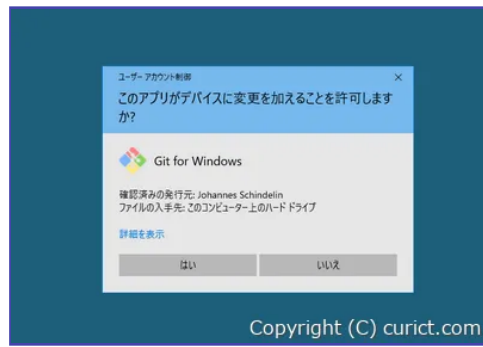 ユーザー アカウント制御
このアプリがデバイスに変更を加えることを許可します
か?
Git for Windows
確認済みの発行元: Johannes Schindelin
ファイルの入手先: このコンピューター上のハード ドライブ
詳細を表示
はい
いいえ
Copyright (C) curict.com